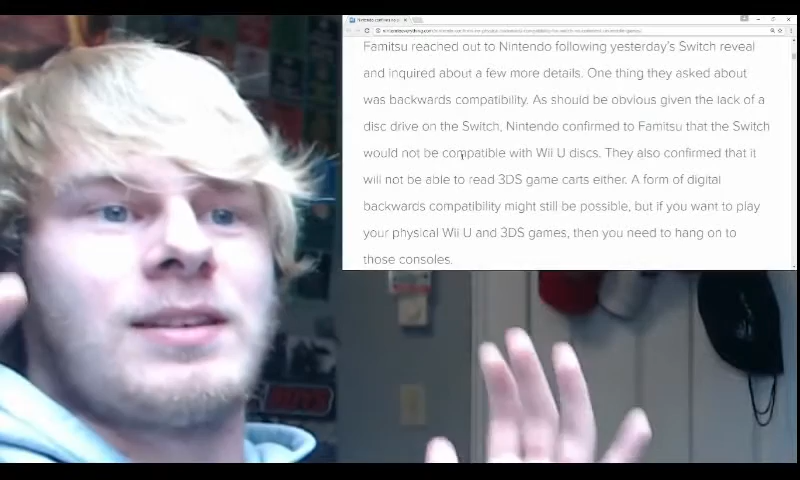 Famitsu reached out to Nintendo following yesterday's Switch reveal
and inquired about a few more details. One thing they asked about
was backwards compatibility. As should be obvious given the lack of a
disc drive on the Switch, Nintendo confirmed to Famitsu that the Switch
would not be compatible with Wii U discs. They also confirmed that it
will not be able to read 3DS game carts either. A form of digital
backwards compatibility might still be possible, but if you want to play
your physical Wii U and 3DS games, then you need to hang on to
those consoles.